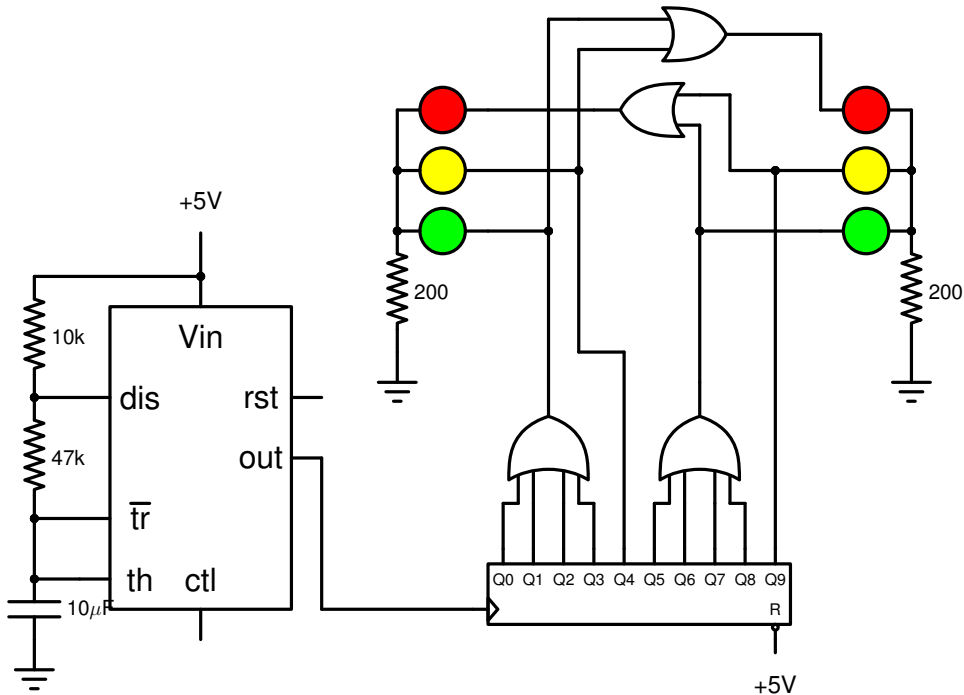 +5V
200
200
10k
Vin
dis
rst
47k
out
tr
th
ctl
10μF
Q0 Q1 Q2 Q3 Q4 Q5 Q6 Q7 Q8 Q9
R
+5V